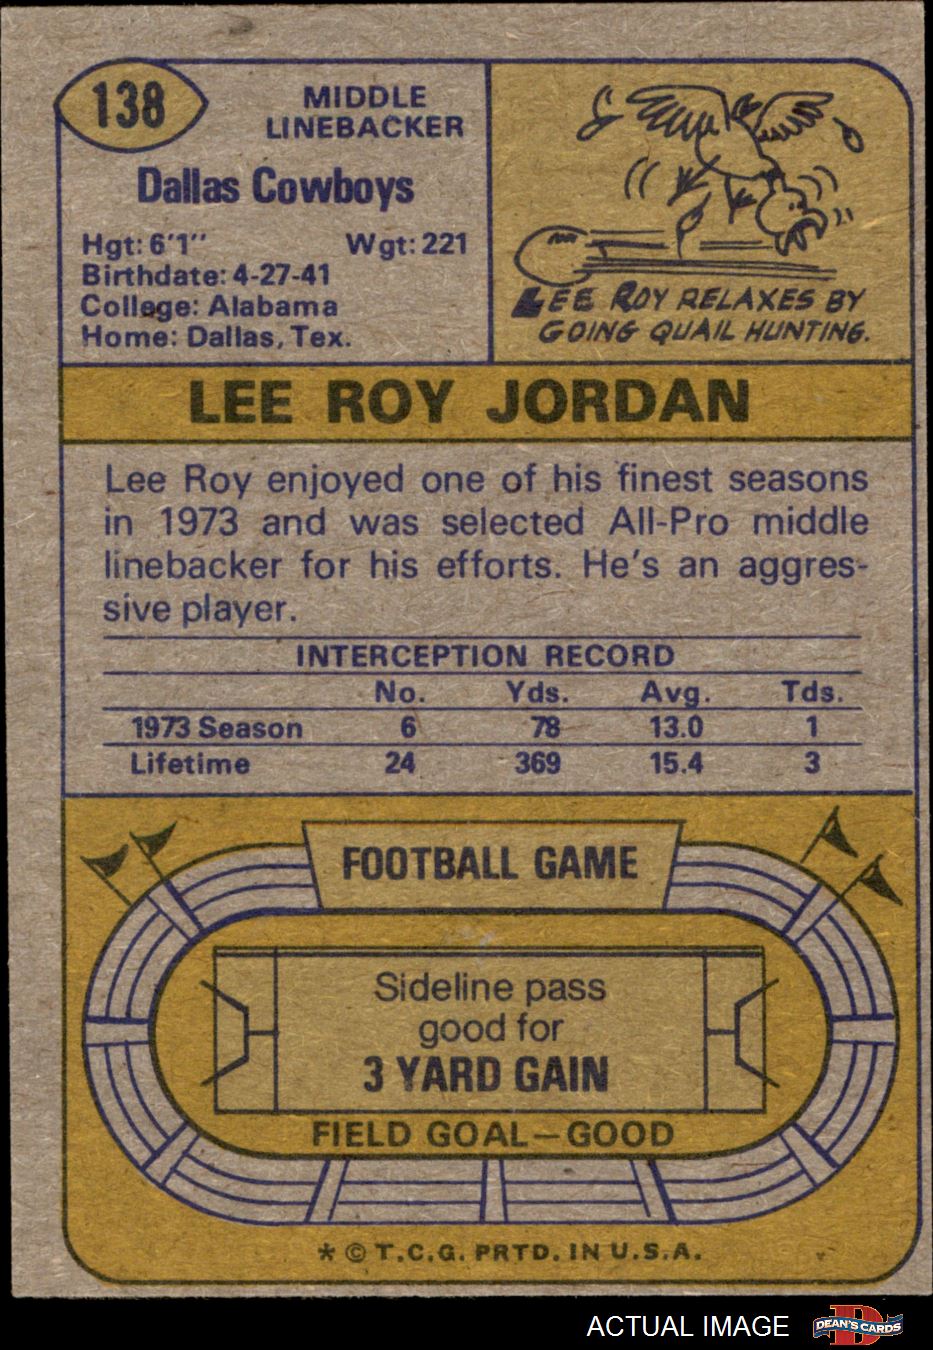 138
MIDDLE
LINEBACKER
Dallas Cowboys
Hgt: 6'1" Wgt: 221
Birthdate: 4-27-41
College: Alabama
Home: Dallas, Tex.
LEE ROY RELAXES BY
GOING QUAIL HUNTING.
LEE ROY JORDAN
Lee Roy enjoyed one of his finest seasons
in 1973 and was selected All-Pro middle
linebacker for his efforts. He's an aggres-
sive player.
INTERCEPTION RECORD
No. Yds. Avg. Tds.
1973 Season 6 78 13.0 1
Lifetime 24 369 15.4 3
FOOTBALL GAME
Sideline pass
good for
3 YARD GAIN
FIELD GOAL—GOOD
* © T.C.G. PRTD. IN U.S.A.
ACTUAL IMAGE
D
DEAN'S CARDS